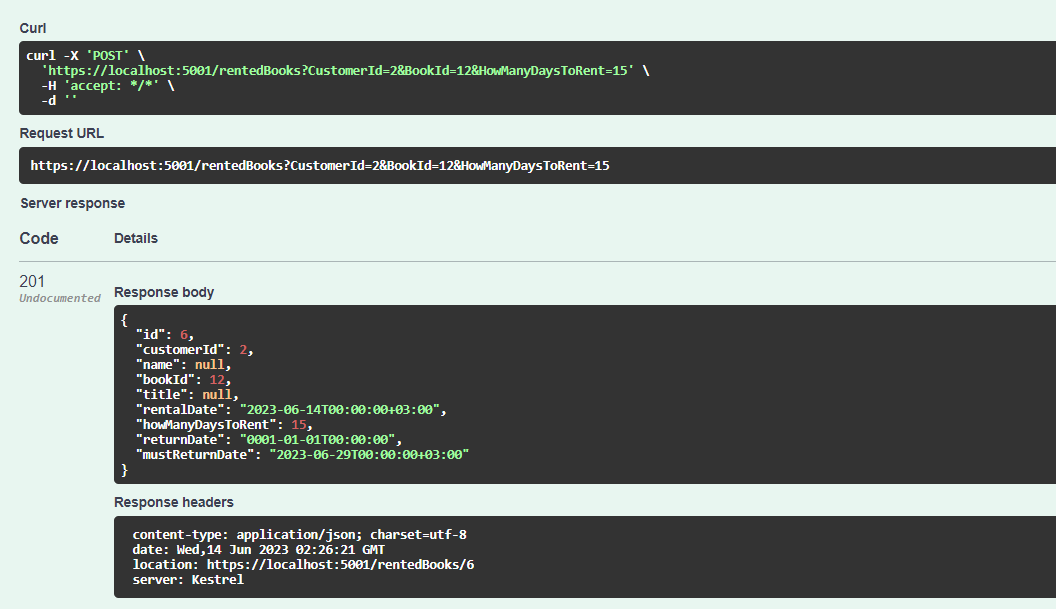 Curl
curl -X 'POST' \
'https://localhost:5001/rentedBooks?CustomerId=2&BookId=12&HowManyDaysToRent=15' \
-H 'accept: */*' \
-d ''
Request URL
https://localhost:5001/rentedBooks?CustomerId=2&BookId=12&HowManyDaysToRent=15
Server response
Code Details
201
Undocumented
Response body
{
"id": 6,
"customerId": 2,
"name": null,
"bookId": 12,
"title": null,
"rentalDate": "2023-06-14T00:00:00+03:00",
"howManyDaysToRent": 15,
"returnDate": "0001-01-01T00:00:00",
"mustReturnDate": "2023-06-29T00:00:00+03:00"
}
Response headers
content-type: application/json; charset=utf-8
date: Wed,14 Jun 2023 02:26:21 GMT
location: https://localhost:5001/rentedBooks/6
server: Kestrel